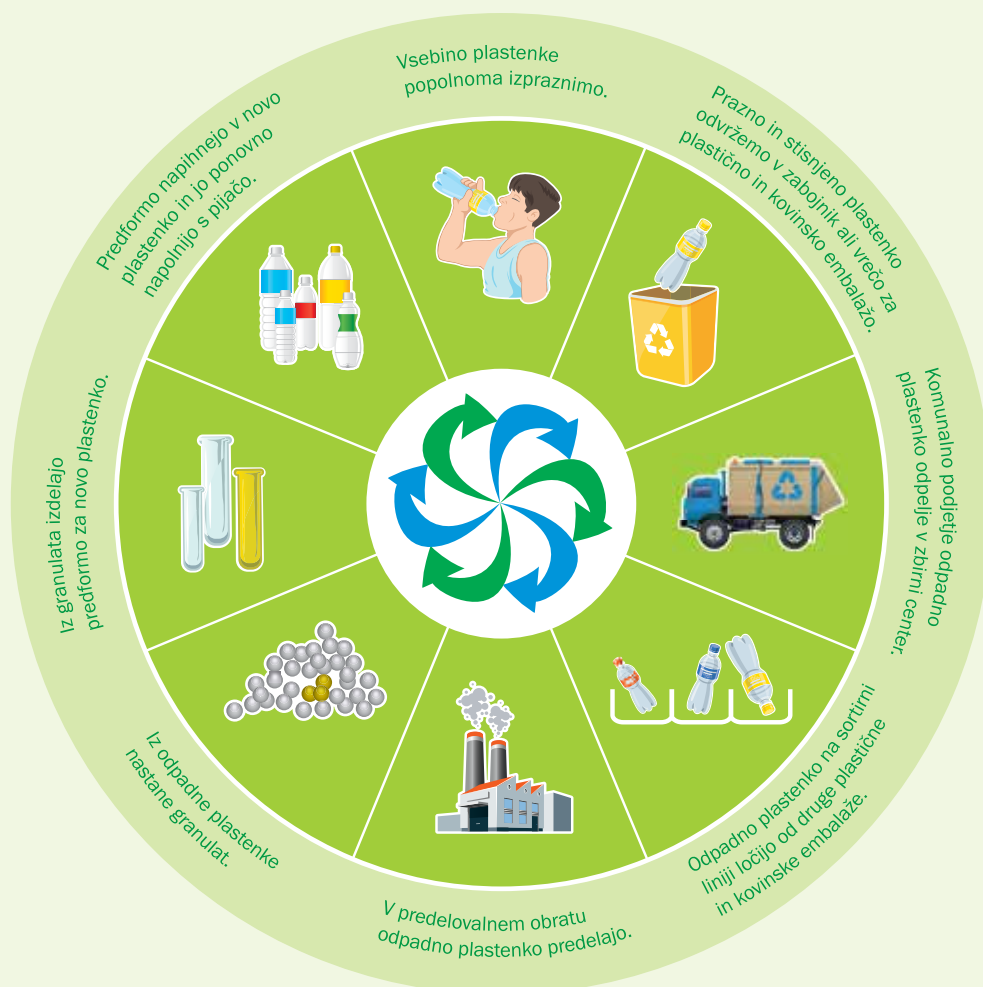 Vsebino plastenke
popolnoma izpraznimo.
Prazno in stisnjeno plastenko
odvržemo v zabojnik ali vrečo za
plastično in kovinsko embalažo.
Komunalno podjetje odpadno
plastenko odpelje v zbirni center.
Odpadno plastenko na sortirni
liniji ločijo od druge plastične
in kovinske embalaže.
V predelovalnem obratu
odpadno plastenko predelajo.
Iz odpadne plastenke
nastane granulat.
Iz granulata izdelajo
predformo za novo plastenko.
Predformo napihnejo v novo
plastenko in jo ponovno
napolnijo s pijačo.